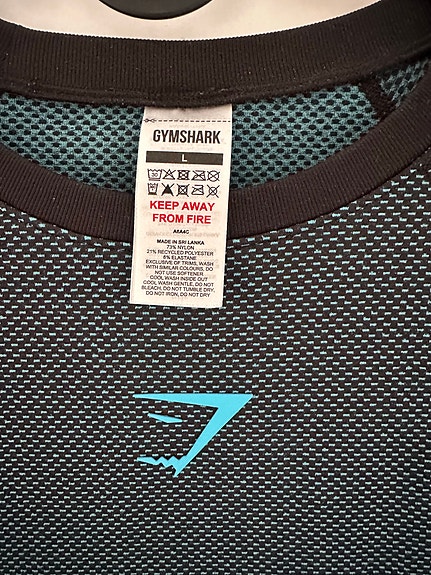 GYMSHARK
L
KEEP AWAY
FROM FIRE
MADE IN SRI LANKA
73% NYLON
21% RECYCLED POLYESTER
6% ELASTANE
EXCLUSIVE OF TRIMS, WASH
WITH SIMILAR COLOURS, DO
NOT USE SOFTENER
COOL WASH INSIDE OUT
COOL WASH GENTLE, DO NOT
BLEACH, DO NOT TUMBLE DRY,
DO NOT IRON, DO NOT DRY